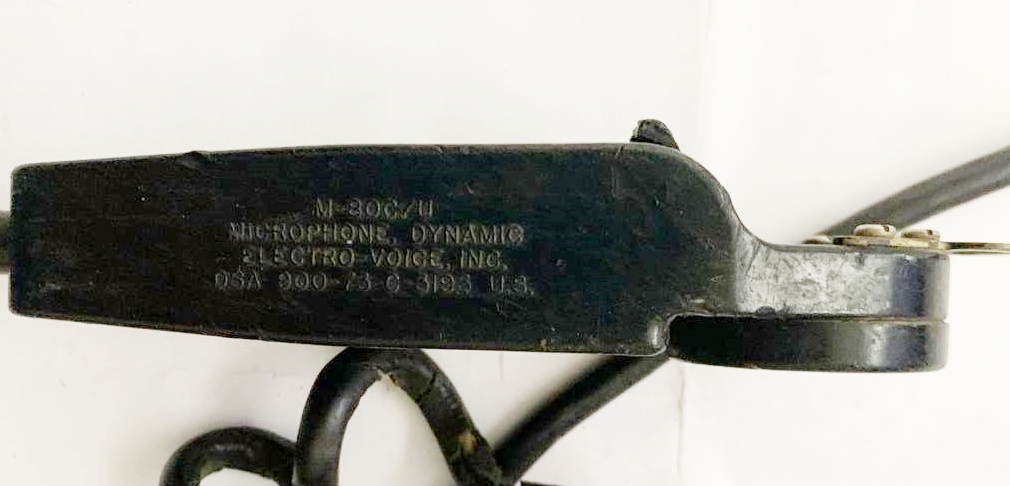 M-80C/U
MICROPHONE, DYNAMIC
ELECTRO-VOICE, INC.
DSA 900-73-C-3193 U.S.